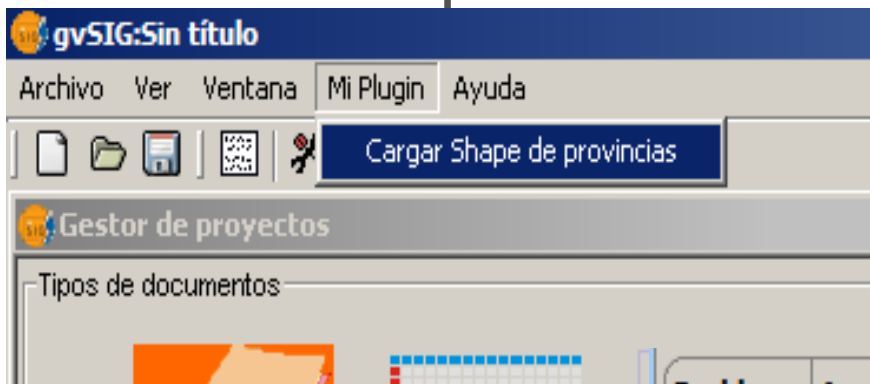 gvSIG:Sin título
Archivo Ver Ventana Mi Plugin Ayuda
Cargar Shape de provincias
Gestor de proyectos
Tipos de documentos